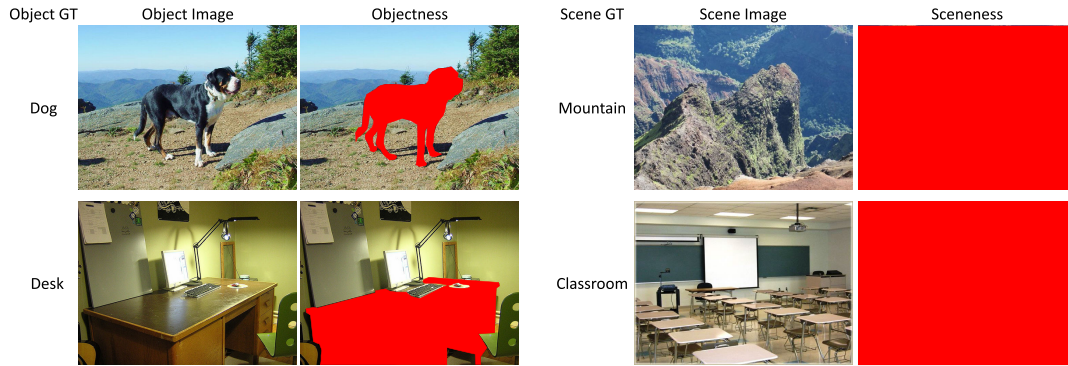 Object GT Object Image Objectness Scene GT Scene Image Sceneness
Dog Mountain
Desk Classroom